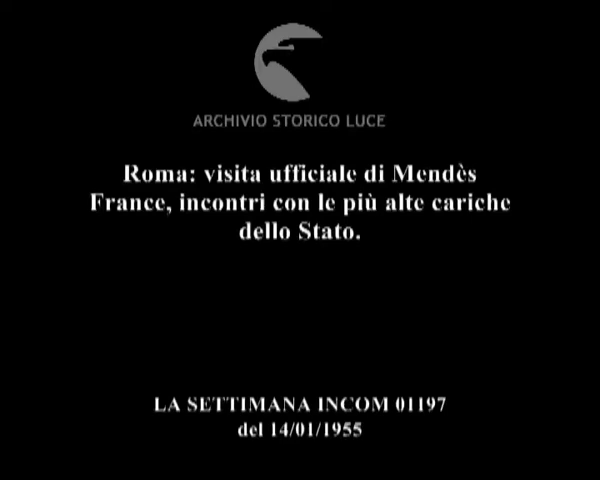 ARCHIVIO STORICO LUCE
Roma: visita ufficiale di Mendès
France, incontri con le più alte cariche
dello Stato.
LA SETTIMANA INCOM 01197
del 14/01/1955